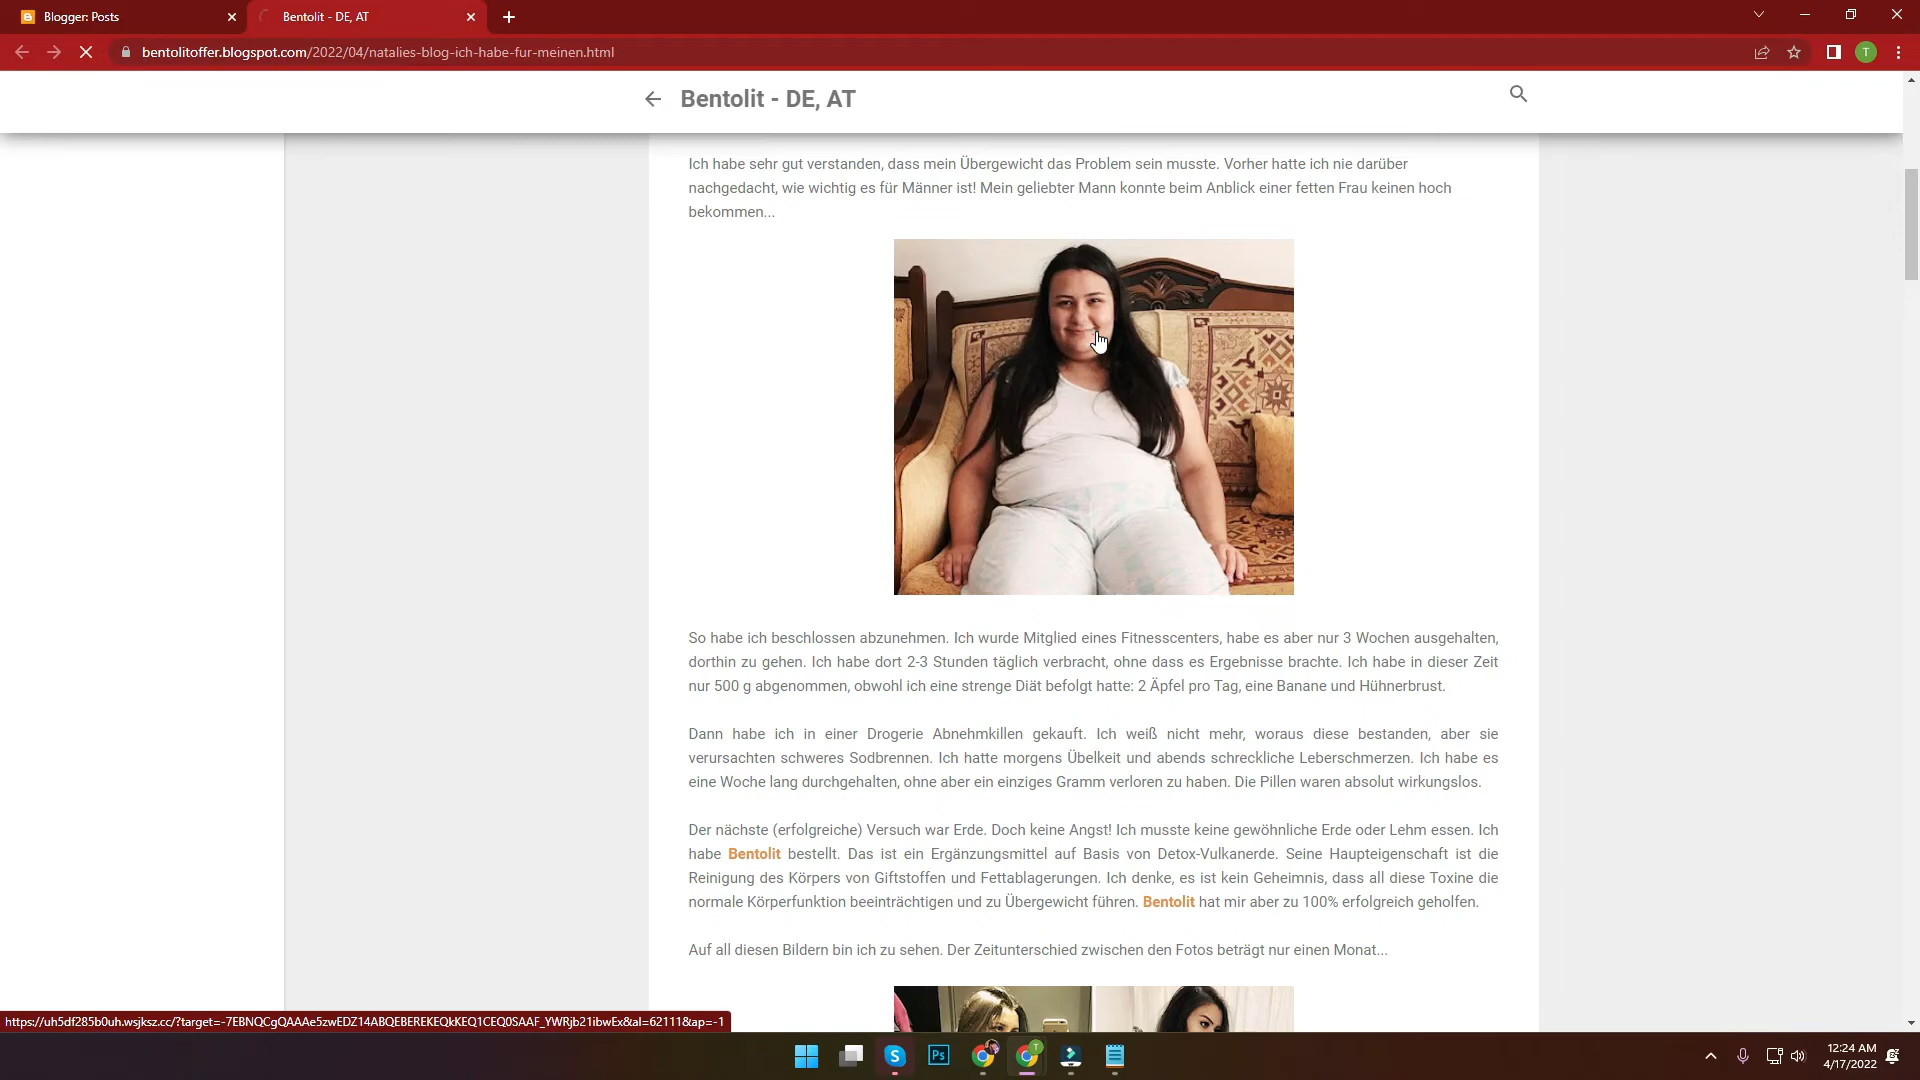 Blogger: Posts
Bentolit - DE, AT
bentolitoffer.blogspot.com/2022/04/natalies-blog-ich-habe-fur-meinen.html
T
Bentolit - DE, AT
Ich habe sehr gut verstanden, dass mein Übergewicht das Problem sein musste. Vorher hatte ich nie darüber
nachgedacht, wie wichtig es für Männer ist! Mein geliebter Mann konnte beim Anblick einer fetten Frau keinen hoch
bekommen...
So habe ich beschlossen abzunehmen. Ich wurde Mitglied eines Fitnesscenters, habe es aber nur 3 Wochen ausgehalten,
dorthin zu gehen. Ich habe dort 2-3 Stunden täglich verbracht, ohne dass es Ergebnisse brachte. Ich habe in dieser Zeit
nur 500 g abgenommen, obwohl ich eine strenge Diät befolgt hatte: 2 Äpfel pro Tag, eine Banane und Hühnerbrust.
Dann habe ich in einer Drogerie Abnehmkillen gekauft. Ich weiß nicht mehr, woraus diese bestanden, aber sie
verursachten schweres Sodbrennen. Ich hatte morgens Übelkeit und abends schreckliche Leberschmerzen. Ich habe es
eine Woche lang durchgehalten, ohne aber ein einziges Gramm verloren zu haben. Die Pillen waren absolut wirkungslos.
Der nächste (erfolgreiche) Versuch war Erde. Doch keine Angst! Ich musste keine gewöhnliche Erde oder Lehm essen. Ich
habe Bentolit bestellt. Das ist ein Ergänzungsmittel auf Basis von Detox-Vulkanerde. Seine Haupteigenschaft ist die
Reinigung des Körpers von Giftstoffen und Fettablagerungen. Ich denke, es ist kein Geheimnis, dass all diese Toxine die
normale Körperfunktion beeinträchtigen und zu Übergewicht führen. Bentolit hat mir aber zu 100% erfolgreich geholfen.
Auf all diesen Bildern bin ich zu sehen. Der Zeitunterschied zwischen den Fotos beträgt nur einen Monat...
https://uh5df285b0uh.wsjksz.cc/?target=-7EBNQCgQAAAe5zwEDZ14ABQEBEREKEQkKEQ1CEQ0SAAF_YWRjb21ibwEx&al=62111&ap=-1
Ps
T
12:24 AM
4/17/2022